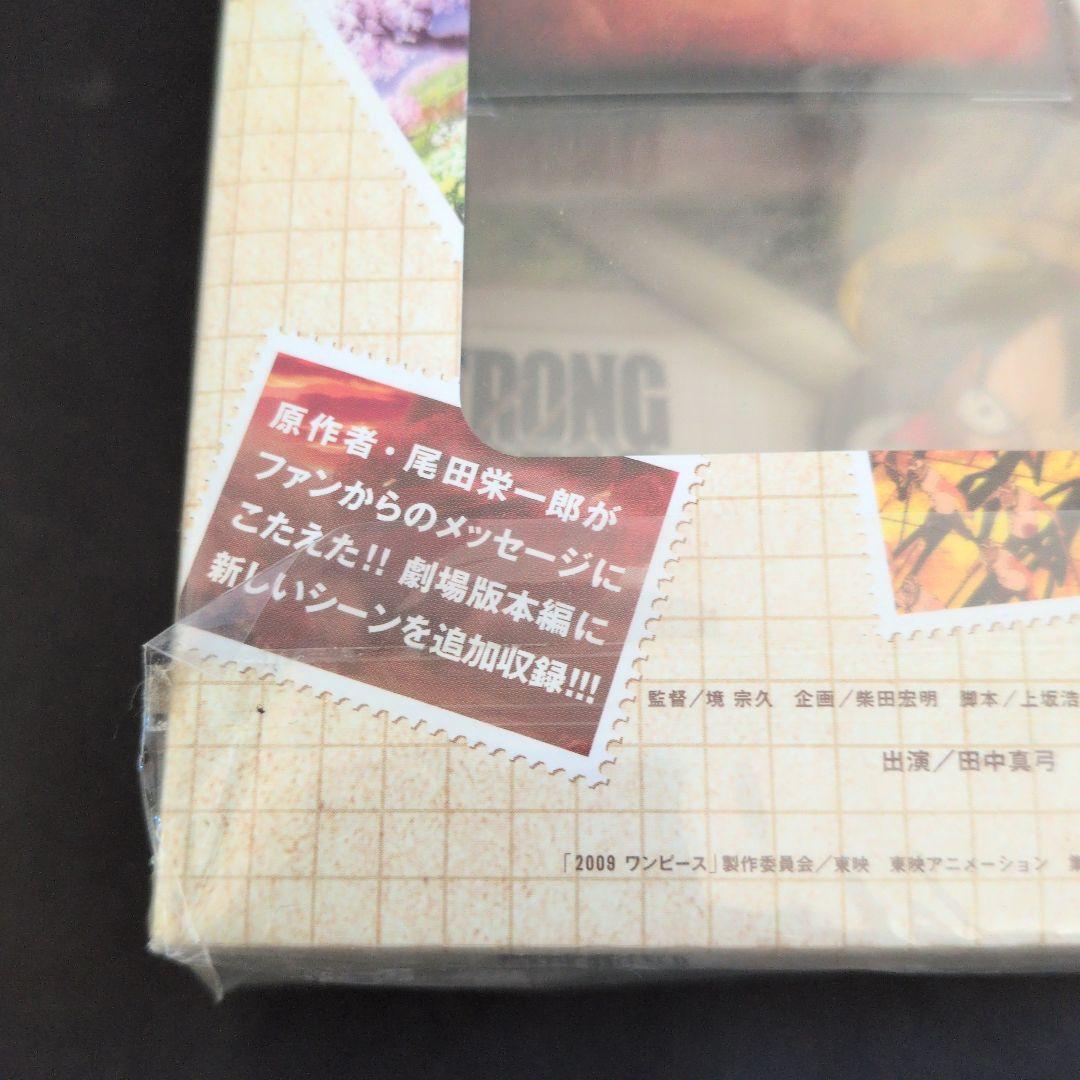 RONG
原作者・尾田栄一郎が
ファンからのメッセージに
こたえた!! 劇場版本編に
新しいシーンを追加収録!!!
監督／境 宗久 企画／柴田宏明 脚本／上坂浩
出演／田中真弓
「2009 ワンピース」製作委員会／東映 東映アニメーション 集